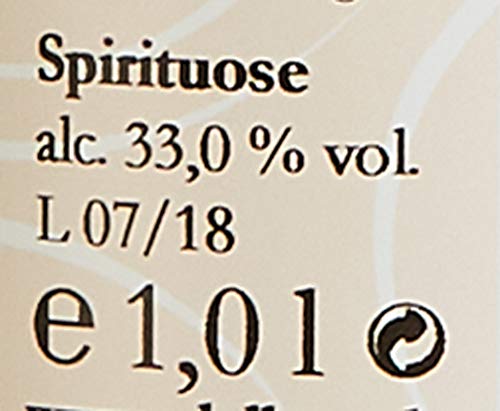 Spirituose
alc. 33,0 % vol.
L 07/18
e 1,0 l